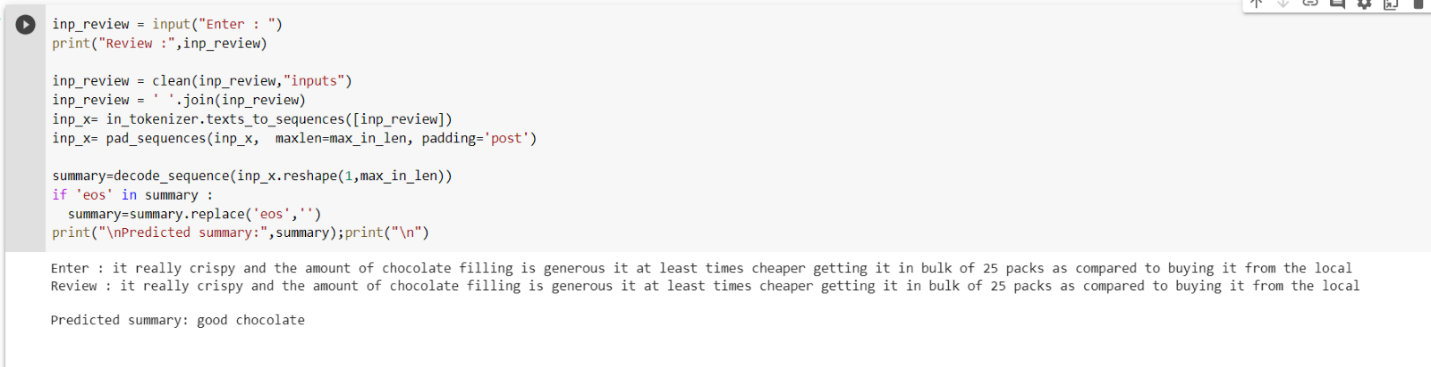 inp_review = input("Enter : ")
print("Review :",inp_review)
inp_review = clean(inp_review,"inputs")
inp_review = ' '.join(inp_review)
inp_x= in_tokenizer.texts_to_sequences([inp_review])
inp_x= pad_sequences(inp_x,  maxlen=max_in_len, padding='post')
summary=decode_sequence(inp_x.reshape(1,max_in_len))
if 'eos' in summary :
  summary=summary.replace('eos','')
print("\nPredicted summary:",summary);print("\n")
Enter : it really crispy and the amount of chocolate filling is generous it at least times cheaper getting it in bulk of 25 packs as compared to buying it from the local
Review : it really crispy and the amount of chocolate filling is generous it at least times cheaper getting it in bulk of 25 packs as compared to buying it from the local
Predicted summary: good chocolate